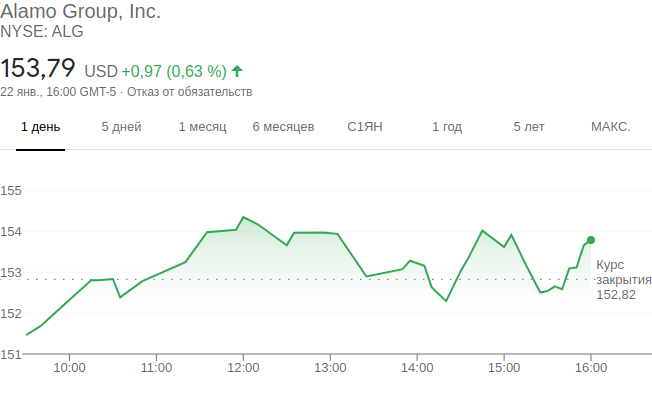 Alamo Group, Inc.
NYSE: ALG
153,79 USD +0,97 (0,63 %)
22 янв., 16:00 GMT-5 · Отказ от обязательств
1 день 5 дней 1 месяц 6 месяцев С1ЯН 1 год 5 лет МАКС.
155
154
153
Курс
закрытия
152,82
152
151
10:00 11:00 12:00 13:00 14:00 15:00 16:00